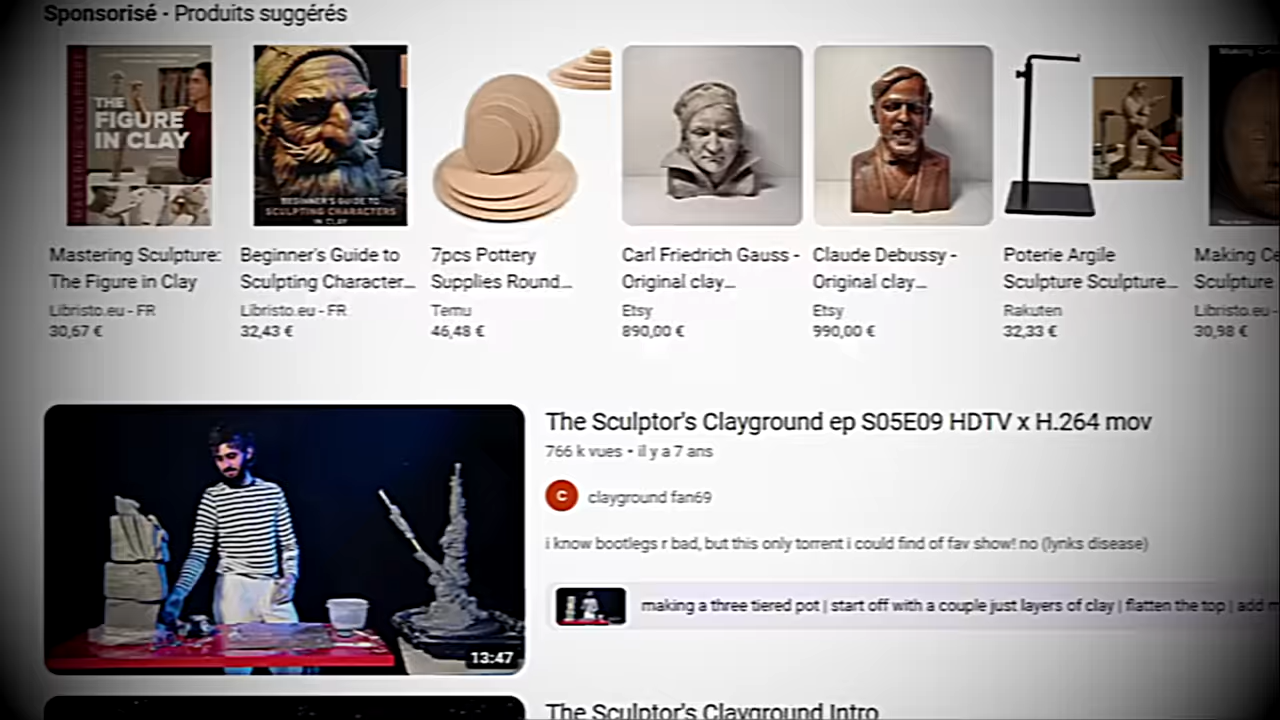 Sponsorisé - Produits suggérés
THE
FIGURE
IN CLAY
BEGINNER'S GUIDE TO
SCULPTING CHARACTERS
IN CLAY
Making
Mastering Sculpture:
The Figure in Clay
Libristo.eu - FR
30,67 €
Beginner's Guide to
Sculpting Character...
Libristo.eu - FR
32,43 €
7pcs Pottery
Supplies Round...
Temu
46,48 €
Carl Friedrich Gauss -
Original clay...
Etsy
890,00 €
Claude Debussy -
Original clay...
Etsy
990,00 €
Poterie Argile
Sculpture Sculpture...
Rakuten
32,33 €
Making Ce
Sculpture
Libristo.eu -
30,98 €
The Sculptor's Clayground ep S05E09 HDTV x H.264 mov
766 k vues • il y a 7 ans
C
clayground fan69
i know bootlegs r bad, but this only torrent i could find of fav show! no (lynks disease)
making a three tiered pot | start off with a couple just layers of clay | flatten the top | add m
13:47
The Sculptor's Clayground Intro